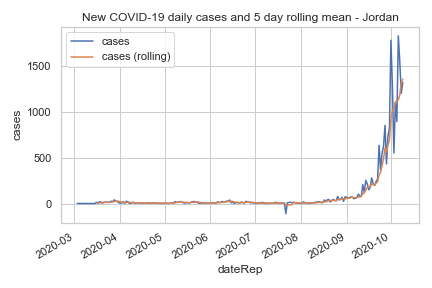 New COVID-19 daily cases and 5 day rolling mean - Jordan
cases
cases (rolling)
1500
1000
500
0
cases
2020-03
2020-04
2020-05
2020-06
2020-07
2020-08
2020-09
2020-10
dateRep